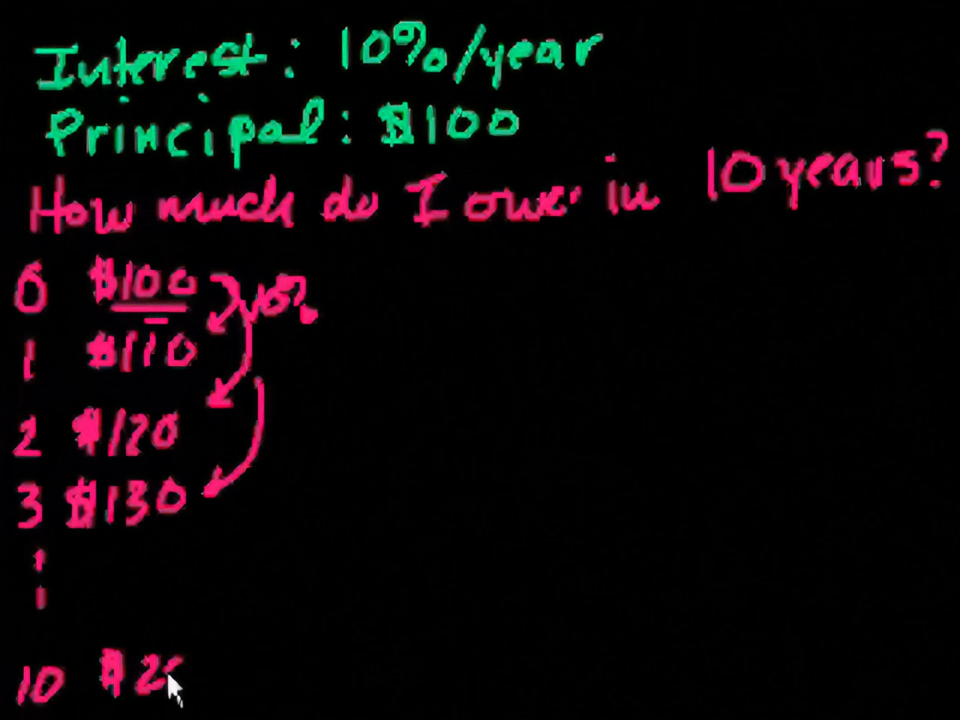 Interest: 10%/year
Principal: $100
How much do I owe in 10 years?
0 $100 10%
1 $110
2 $120
3 $130
10 $20